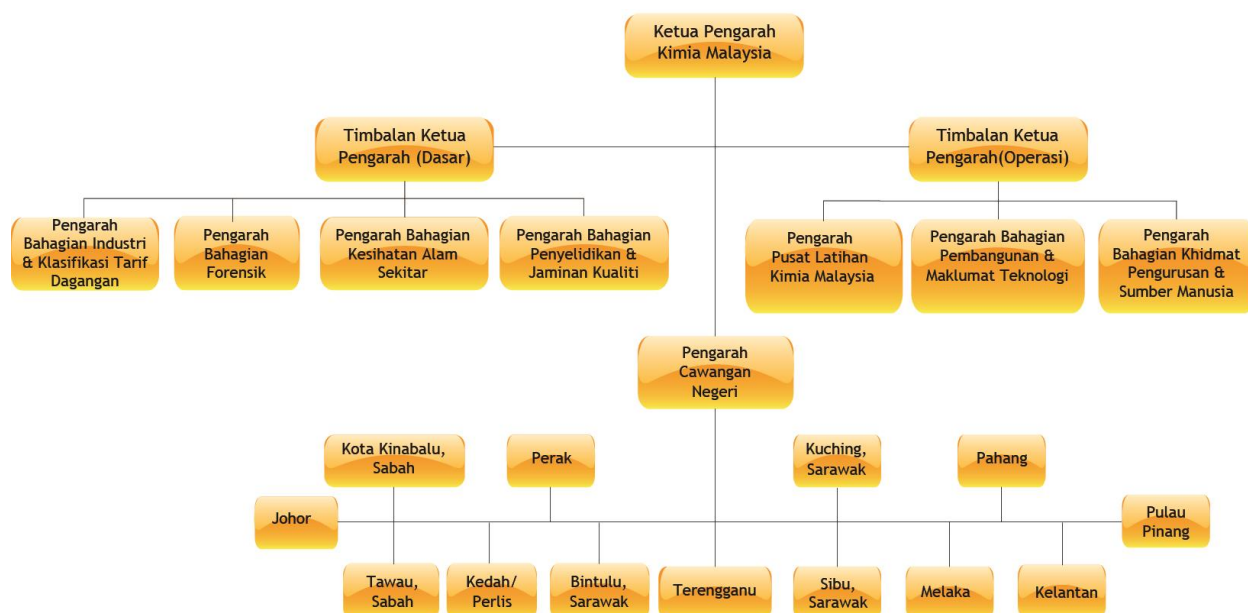 Ketua Pengarah
Kimia Malaysia
Timbalan Ketua
Pengarah (Dasar)
Timbalan Ketua
Pengarah(Operasi)
Pengarah
Bahagian Industri
& Klasifikasi Tarif
Dagangan
Pengarah
Bahagian
Forensik
Pengarah Bahagian
Kesihatan Alam
Sekitar
Pengarah Bahagian
Penyelidikan &
Jaminan Kualiti
Pengarah
Pusat Latihan
Kimia Malaysia
Pengarah Bahagian
Pembangunan &
Maklumat Teknologi
Pengarah
Bahagian Khidmat
Pengurusan &
Sumber Manusia
Pengarah
Cawangan
Negeri
Kota Kinabalu,
Sabah
Perak
Kuching,
Sarawak
Pahang
Johor
Pulau
Pinang
Tawau,
Sabah
Kedah/
Perlis
Bintulu,
Sarawak
Terengganu
Sibu,
Sarawak
Melaka
Kelantan